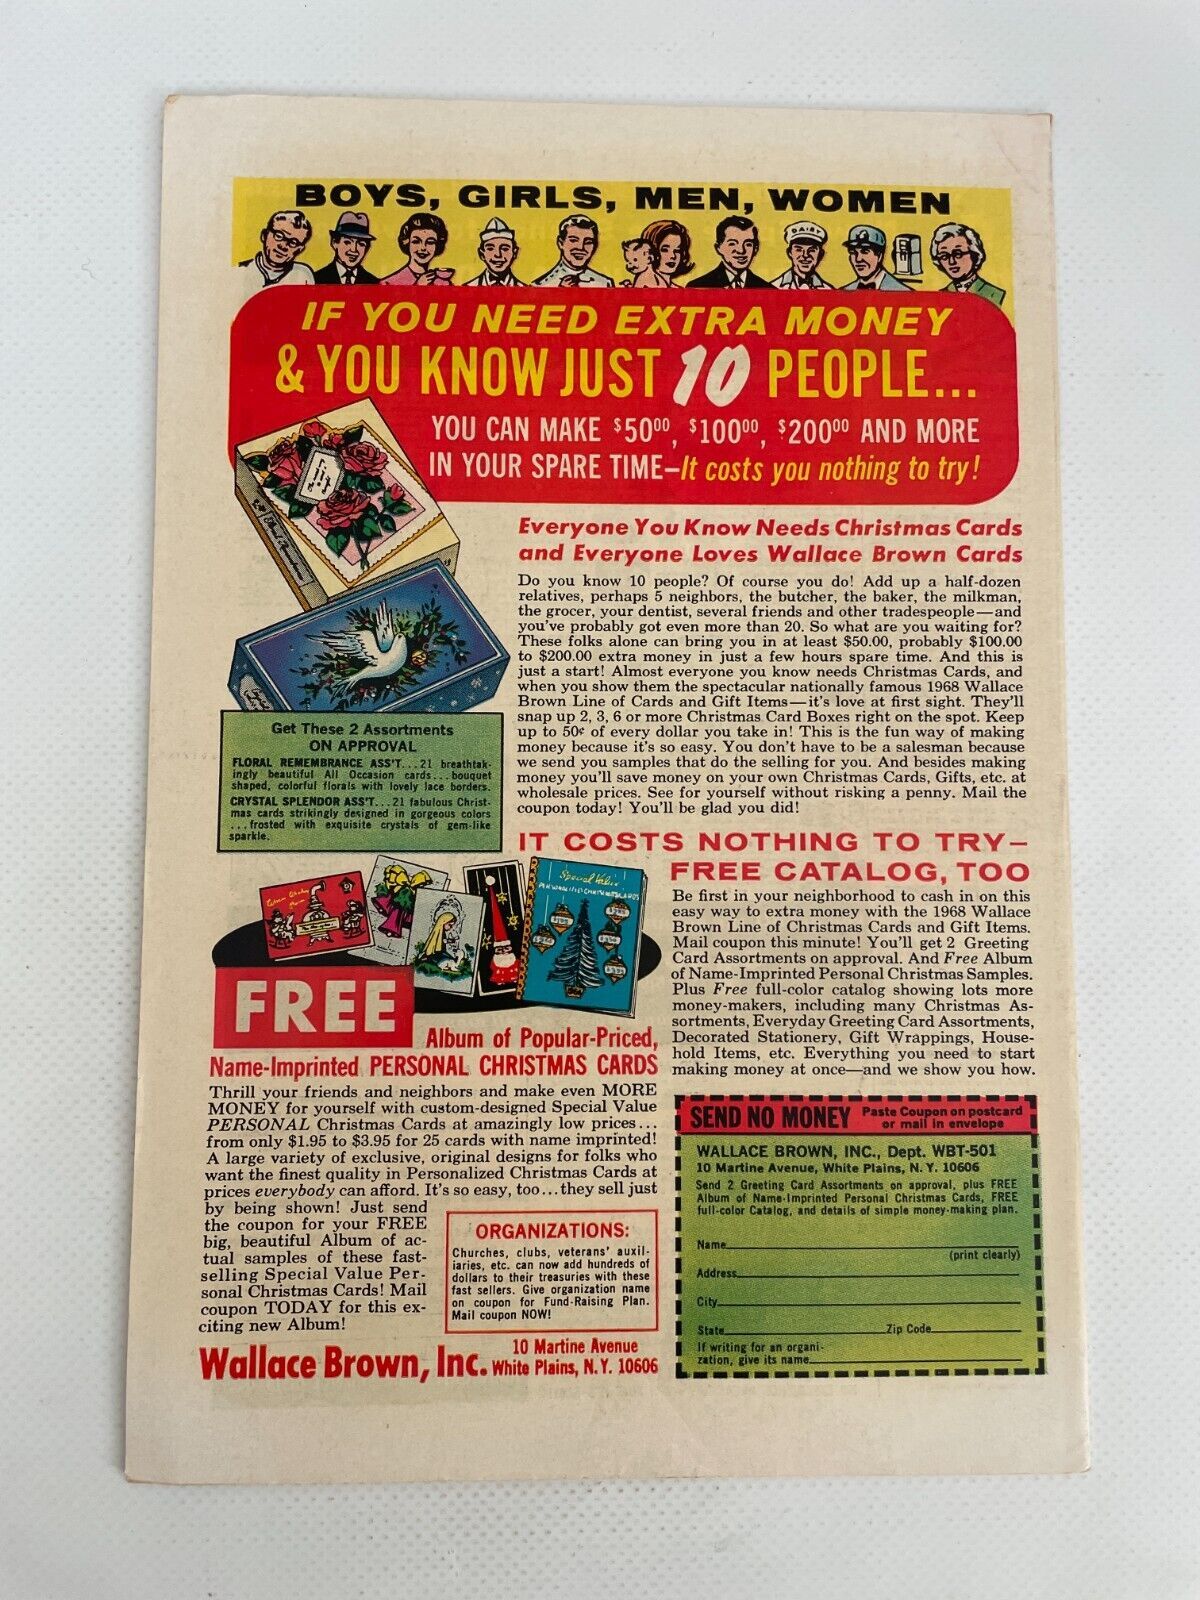 BOYS, GIRLS, MEN, WOMEN
DAIRY
IF YOU NEED EXTRA MONEY
& YOU KNOW JUST 10 PEOPLE...
YOU CAN MAKE $50⁰⁰, $100⁰⁰, $200⁰⁰ AND MORE
IN YOUR SPARE TIME—It costs you nothing to try!
Everyone You Know Needs Christmas Cards
and Everyone Loves Wallace Brown Cards
Do you know 10 people? Of course you do! Add up a half-dozen
relatives, perhaps 5 neighbors, the butcher, the baker, the milkman,
the grocer, your dentist, several friends and other tradespeople—and
you've probably got even more than 20. So what are you waiting for?
These folks alone can bring you in at least $50.00, probably $100.00
to $200.00 extra money in just a few hours spare time. And this is
just a start! Almost everyone you know needs Christmas Cards, and
when you show them the spectacular nationally famous 1968 Wallace
Brown Line of Cards and Gift Items—it's love at first sight. They'll
snap up 2, 3, 6 or more Christmas Card Boxes right on the spot. Keep
up to 50¢ of every dollar you take in! This is the fun way of making
money because it's so easy. You don't have to be a salesman because
we send you samples that do the selling for you. And besides making
money you'll save money on your own Christmas Cards, Gifts, etc. at
wholesale prices. See for yourself without risking a penny. Mail the
coupon today! You'll be glad you did!
Get These 2 Assortments
ON APPROVAL
FLORAL REMEMBRANCE ASS'T...21 breathtak-
ingly beautiful All Occasion cards...bouquet
shaped, colorful florals with lovely lace borders.
CRYSTAL SPLENDOR ASS'T...21 fabulous Christ-
mas cards strikingly designed in gorgeous colors
...frosted with exquisite crystals of gem-like
sparkle.
IT COSTS NOTHING TO TRY—
FREE CATALOG, TOO
Be first in your neighborhood to cash in on this
easy way to extra money with the 1968 Wallace
Brown Line of Christmas Cards and Gift Items.
Mail coupon this minute! You'll get 2 Greeting
Card Assortments on approval. And Free Album
of Name-Imprinted Personal Christmas Samples.
Plus Free full-color catalog showing lots more
money-makers, including many Christmas As-
sortments, Everyday Greeting Card Assortments,
Decorated Stationery, Gift Wrappings, House-
hold Items, etc. Everything you need to start
making money at once—and we show you how.
Special Value
PERSONALIZED CHRISTMAS CARDS
FREE
Album of Popular-Priced,
Name-Imprinted PERSONAL CHRISTMAS CARDS
Thrill your friends and neighbors and make even MORE
MONEY for yourself with custom-designed Special Value
PERSONAL Christmas Cards at amazingly low prices...
from only $1.95 to $3.95 for 25 cards with name imprinted!
A large variety of exclusive, original designs for folks who
want the finest quality in Personalized Christmas Cards at
prices everybody can afford. It's so easy, too...they sell just
by being shown! Just send
the coupon for your FREE
big, beautiful Album of ac-
tual samples of these fast-
selling Special Value Per-
sonal Christmas Cards! Mail
coupon TODAY for this ex-
citing new Album!
ORGANIZATIONS:
Churches, clubs, veterans' auxil-
iaries, etc. can now add hundreds of
dollars to their treasuries with these
fast sellers. Give organization name
on coupon for Fund-Raising Plan.
Mail coupon NOW!
Wallace Brown, Inc.
10 Martine Avenue
White Plains, N.Y. 10606
SEND NO MONEY
Paste Coupon on postcard
or mail in envelope
WALLACE BROWN, INC., Dept. WBT-501
10 Martine Avenue, White Plains, N. Y. 10606
Send 2 Greeting Card Assortments on approval, plus FREE
Album of Name-Imprinted Personal Christmas Cards, FREE
full-color Catalog, and details of simple money-making plan.
Name
(print clearly)
Address
City
State Zip Code
If writing for an organi-
zation, give its name